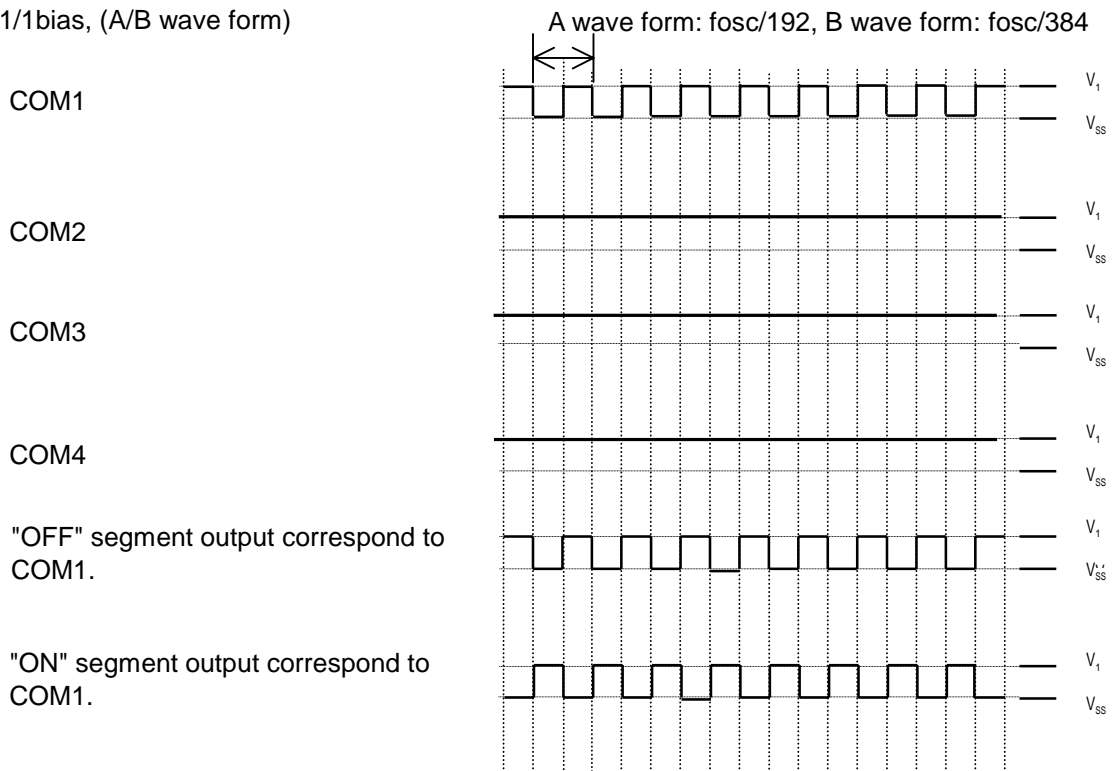 1/1bias, (A/B wave form)
A wave form: fosc/192, B wave form: fosc/384
COM1
V1
VSS
COM2
V1
VSS
COM3
V1
VSS
COM4
V1
VSS
"OFF" segment output correspond to
COM1.
V1
VSS
"ON" segment output correspond to
COM1.
V1
VSS